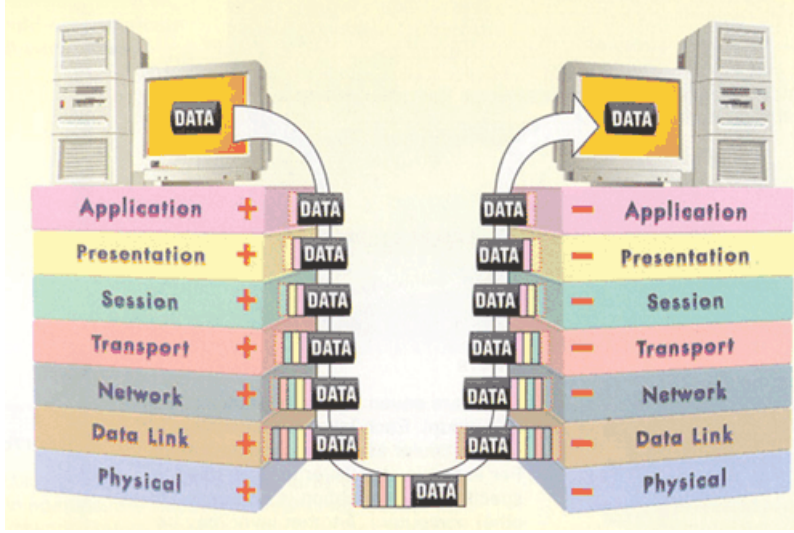 DATA
DATA
Application + DATA
DATA - Application
Presentation + DATA
DATA - Presentation
Session + DATA
DATA - Session
Transport + DATA
DATA - Transport
Network + DATA
DATA - Network
Data Link + DATA
DATA - Data Link
Physical +
DATA
- Physical